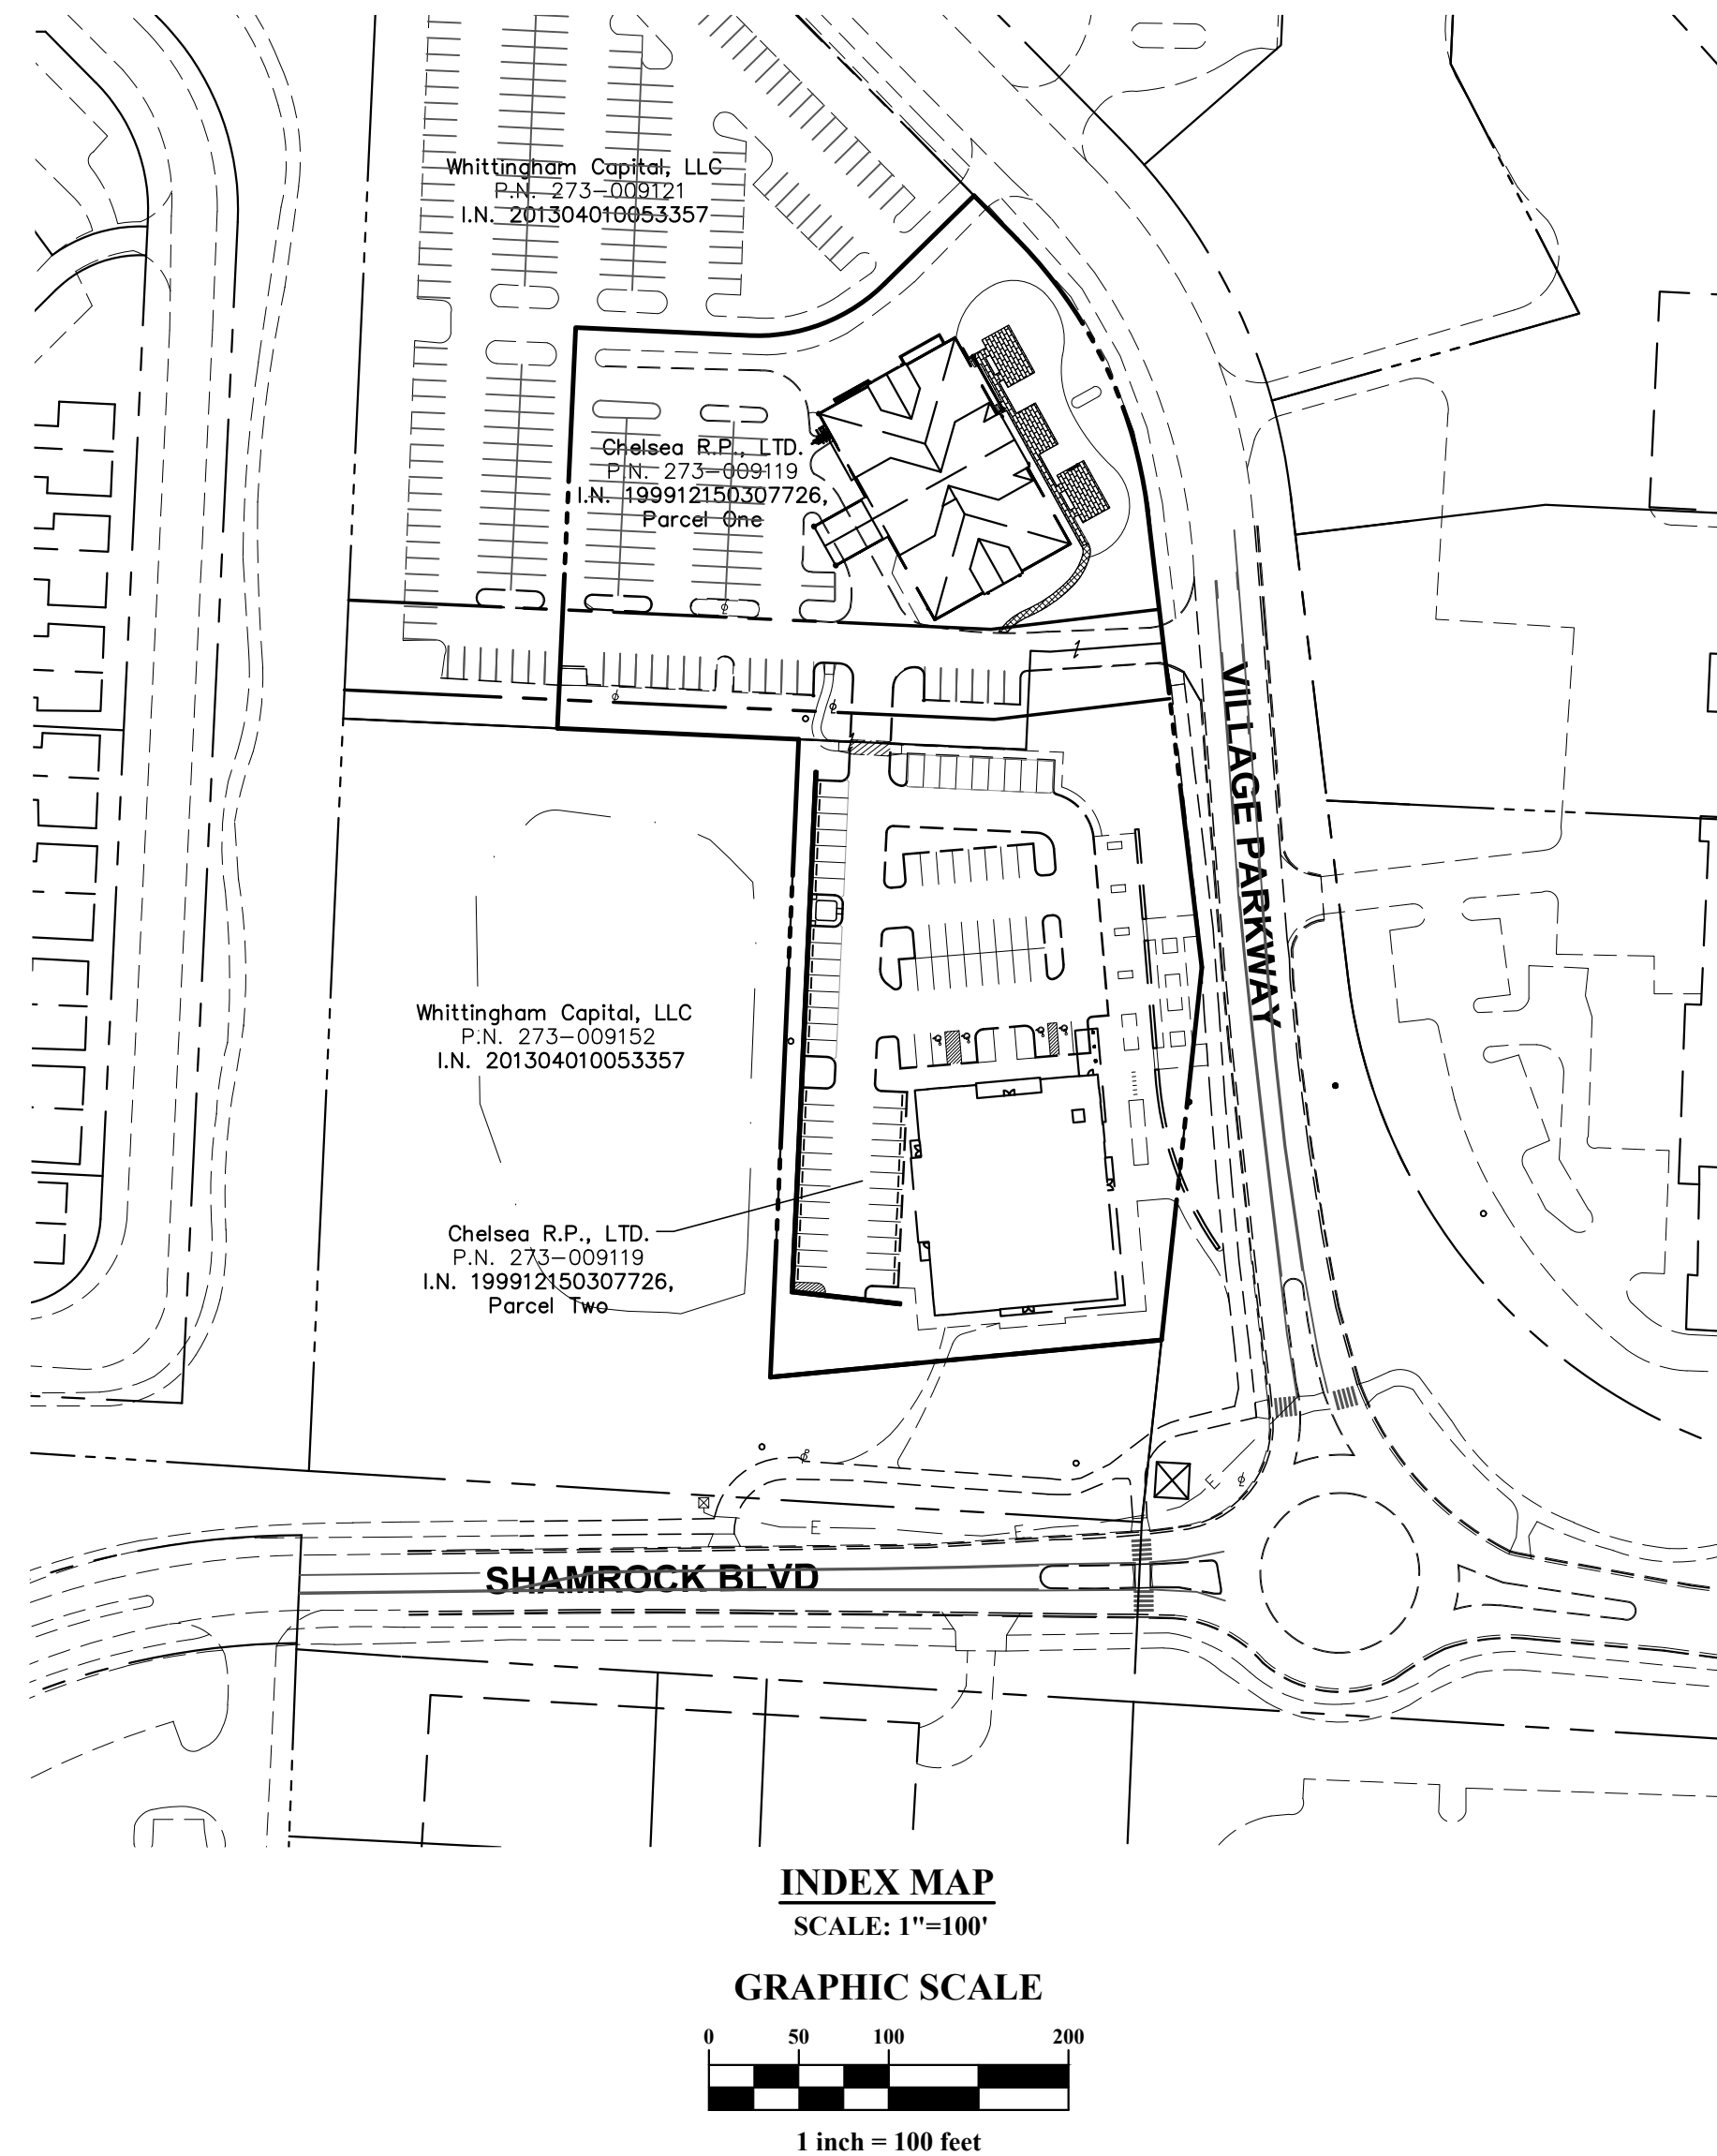 Whittingham Capital, LLC
P.N. 273-009121
I.N. 201304010053357
Chelsea R.P., LTD.
P.N. 273-009119
I.N. 199912150307726,
Parcel One
VILLAGE PARKWAY
Whittingham Capital, LLC
P.N. 273-009152
I.N. 201304010053357
Chelsea R.P., LTD.
P.N. 273-009119
I.N. 199912150307726,
Parcel Two
E
E
E
SHAMROCK BLVD
INDEX MAP
SCALE: 1"=100'
GRAPHIC SCALE
0 50 100 200
1 inch = 100 feet